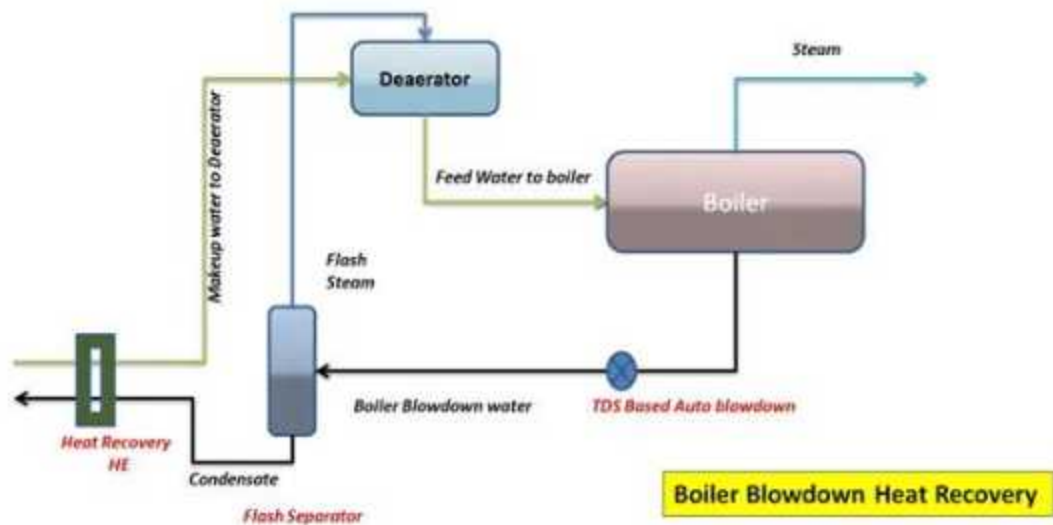 Deaerator
Steam
Makeup water to Deaerator
Feed Water to boiler
Boiler
Flash
Steam
Boiler Blowdown water
TDS Based Auto blowdown
Heat Recovery
HE
Condensate
Flash Separator
Boiler Blowdown Heat Recovery